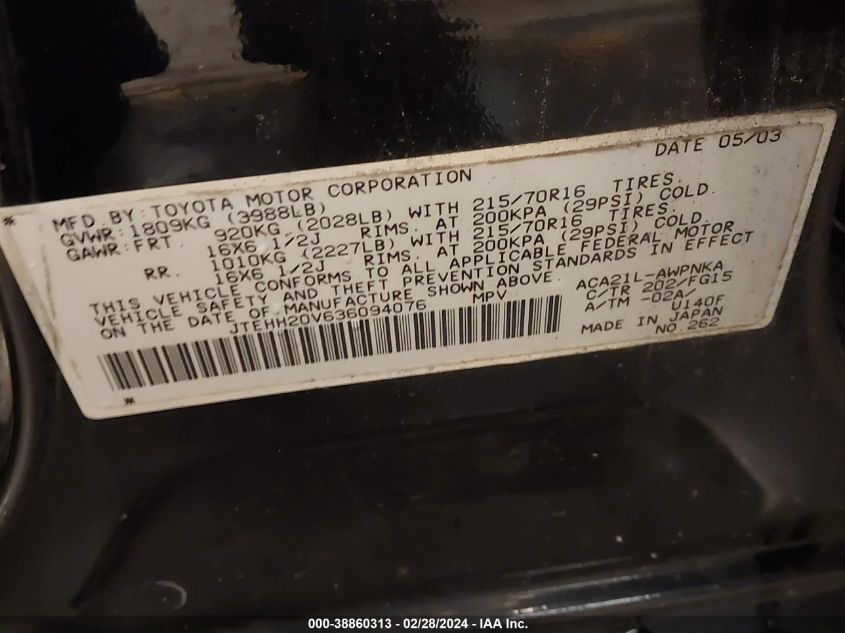 DATE 05/03
MFD BY: TOYOTA MOTOR CORPORATION
GVWR: 1809KG (3988LB)
GAWR: FRT. 920KG (2028LB) WITH 215/70R16 TIRES.
16X6 1/2J RIMS. AT 200KPA (29PSI) COLD.
RR. 1010KG (2227LB) WITH 215/70R16 TIRES.
16X6 1/2J RIMS. AT 200KPA (29PSI) COLD.
THIS VEHICLE CONFORMS TO ALL APPLICABLE FEDERAL MOTOR
VEHICLE SAFETY AND THEFT PREVENTION STANDARDS IN EFFECT
ON THE DATE OF MANUFACTURE SHOWN ABOVE.
JTEHH20V636094076 MPV
ACA21L-AWPNKA
C/TR 202/FG15
A/TM -02A/U140F
MADE IN JAPAN
NO 262
000-38860313 - 02/28/2024 - IAA Inc.